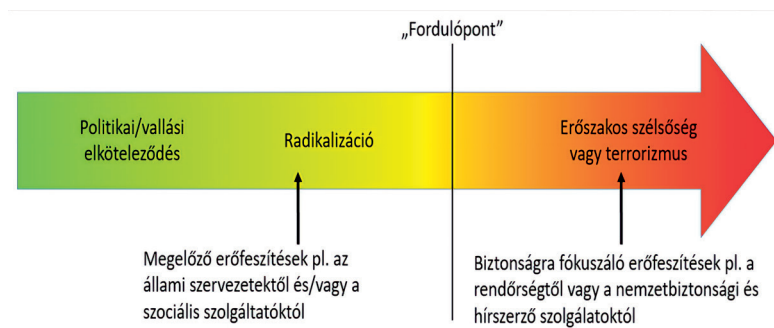 „Fordulópont”
Politikai/vallási
elköteleződés
Radikalizáció
Erőszakos szélsőség
vagy terrorizmus
Megelőző erőfeszítések pl. az
állami szervezetektől és/vagy a
szociális szolgáltatóktól
Biztonságra fókuszáló erőfeszítések pl. a
rendőrségtől vagy a nemzetbiztonsági és
hírszerző szolgálatoktól